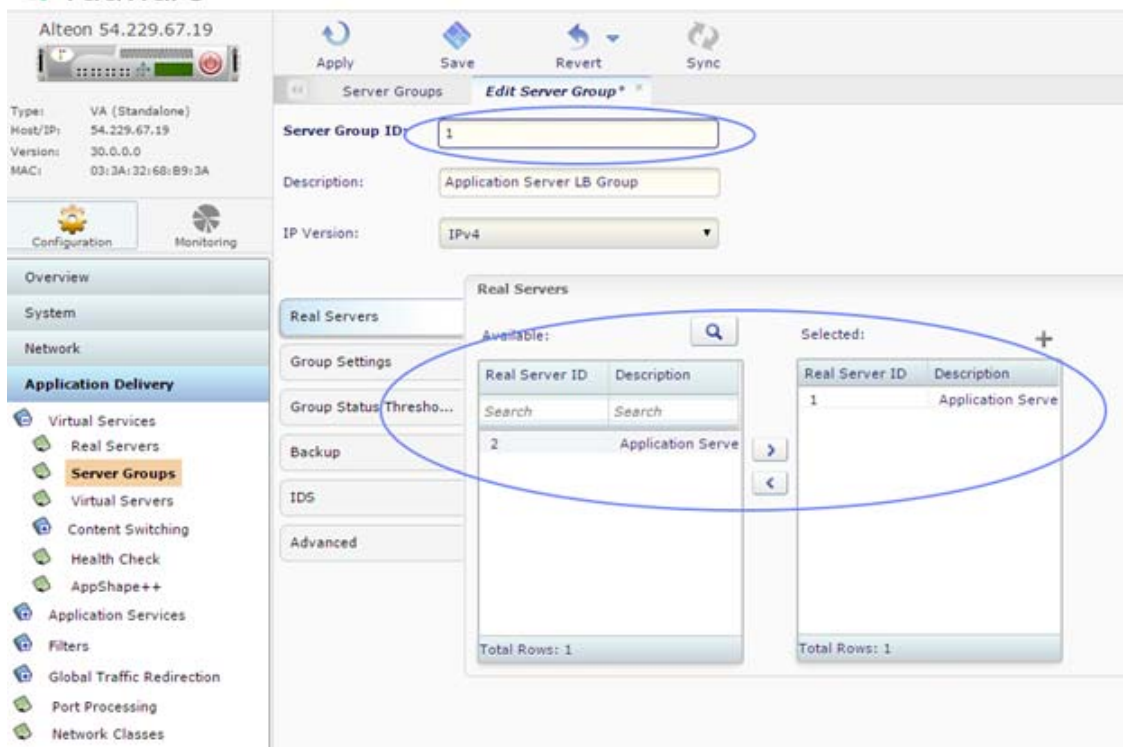 Alteon 54.229.67.19
Type: VA (Standalone)
Host/IP: 54.229.67.19
Version: 30.0.0.0
MAC: 03:3A:32:68:B9:3A
Configuration
Monitoring
Overview
System
Network
Application Delivery
Virtual Services
Real Servers
Server Groups
Virtual Servers
Content Switching
Health Check
AppShape++
Application Services
Filters
Global Traffic Redirection
Port Processing
Network Classes
Apply
Save
Revert
Sync
Server Groups
Edit Server Group*
Server Group ID: 1
Description: Application Server LB Group
IP Version: IPv4
Real Servers
Group Settings
Group Status Thresho...
Backup
IDS
Advanced
Real Servers
Available:
Real Server ID Description
Search Search
2 Application Serve
Total Rows: 1
>
<
Selected:
Real Server ID Description
1 Application Serve
Total Rows: 1